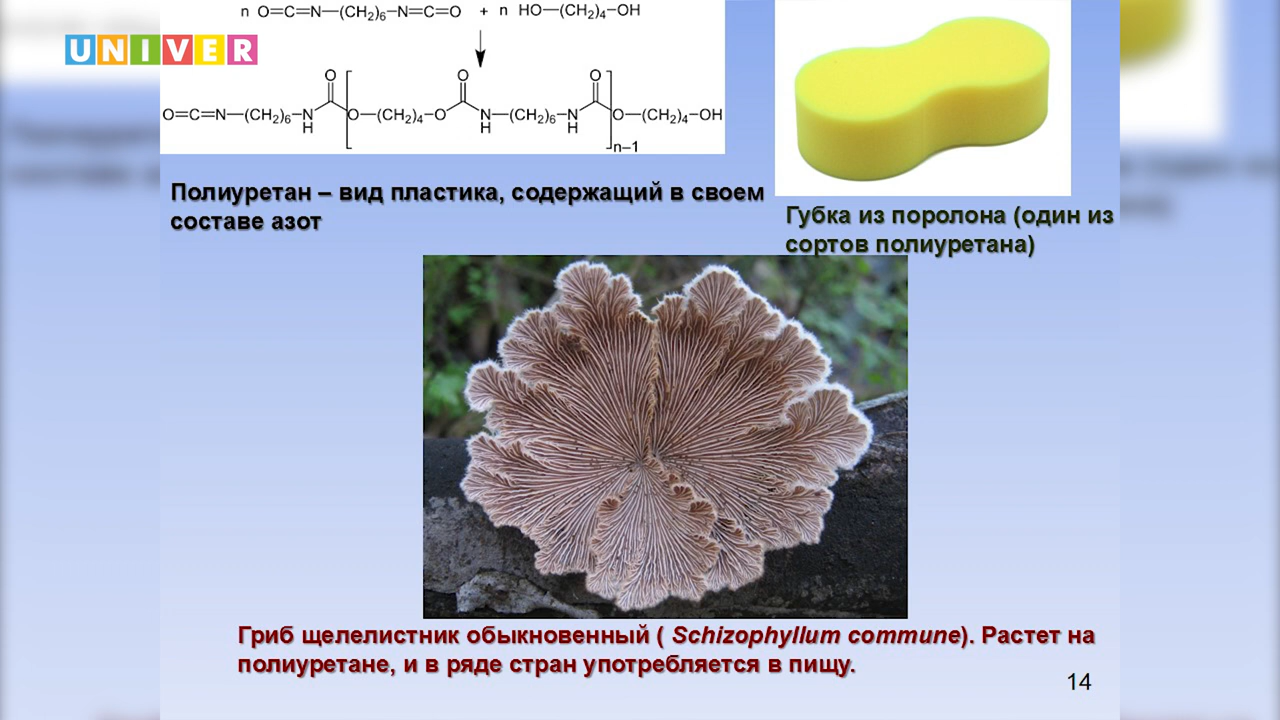 UNIVER
n O=C=N—(CH2)6—N=C=O + n HO—(CH2)4—OH
O=C=N—(CH2)6—N H O O—(CH2)4—O O N H—(CH2)6—N H O O—(CH2)4—OH
n–1
Полиуретан – вид пластика, содержащий в своем
составе азот
Губка из поролона (один из
сортов полиуретана)
Гриб щелелистник обыкновенный ( Schizophyllum commune). Растет на
полиуретане, и в ряде стран употребляется в пищу.
14